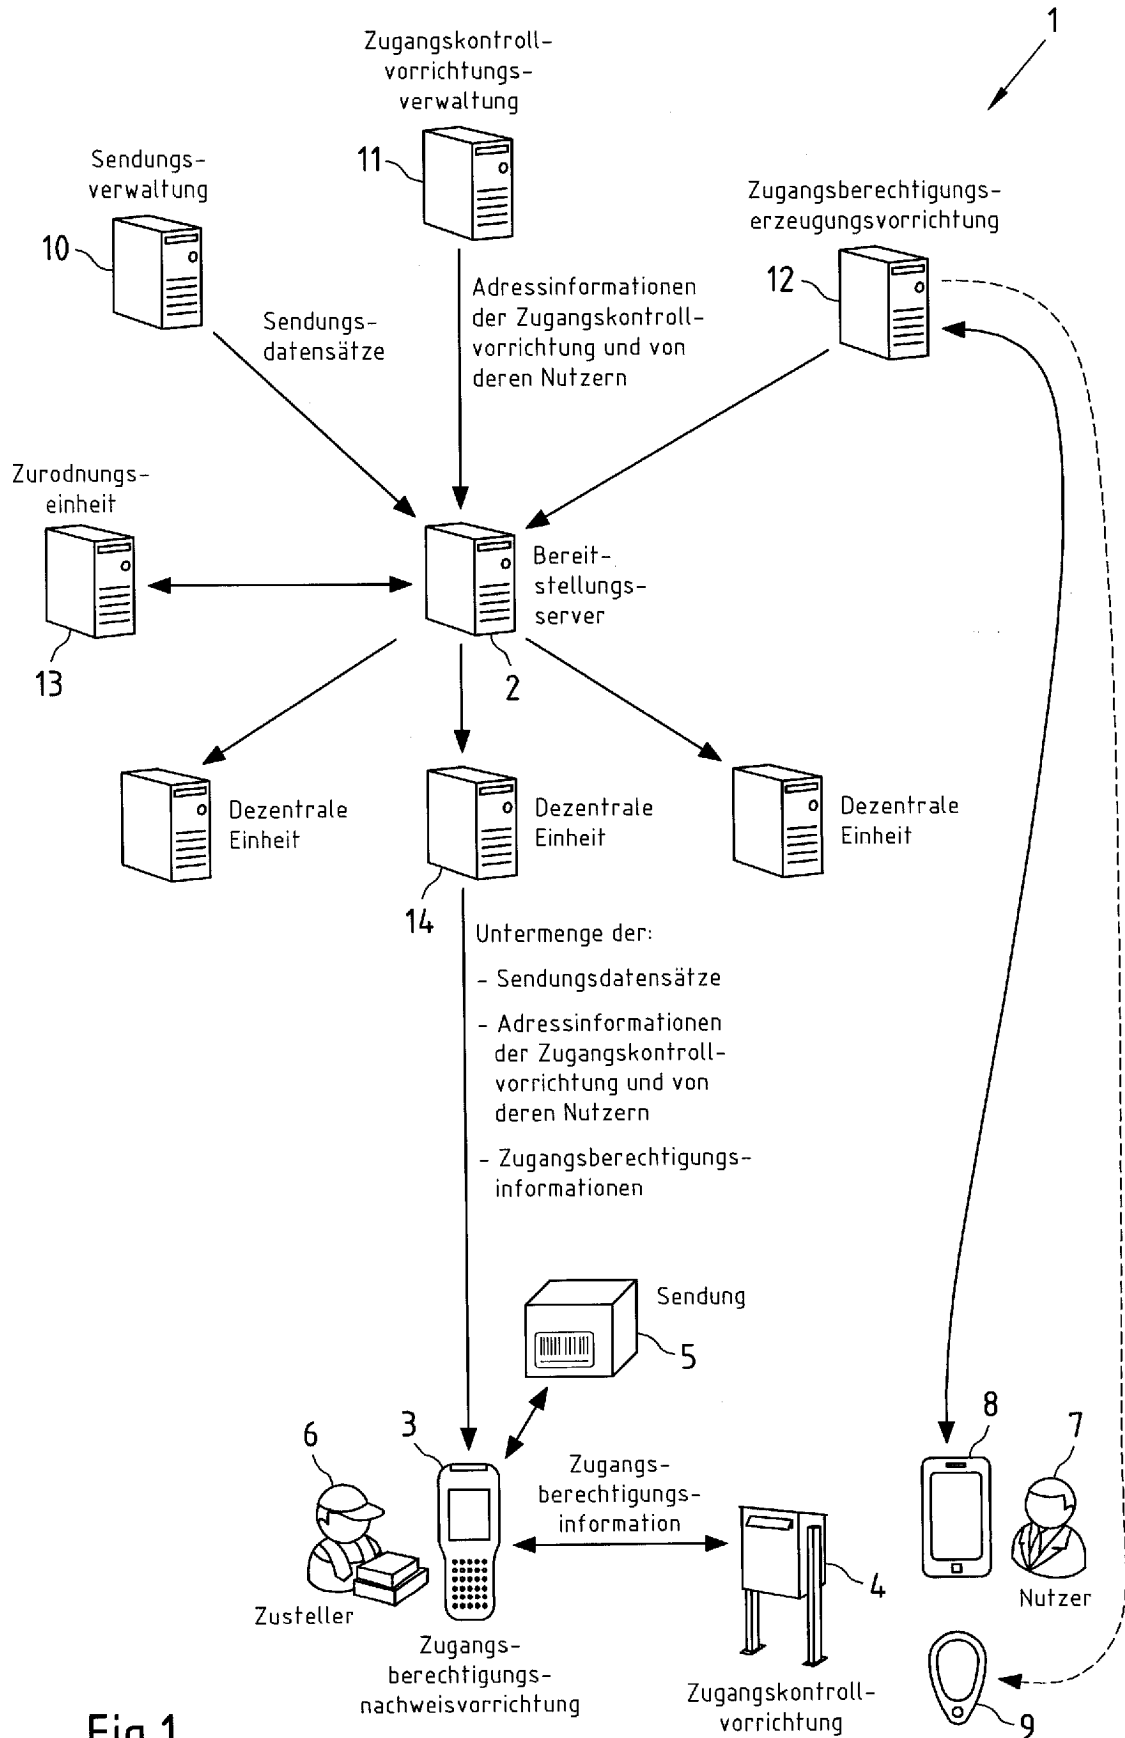 1
Zugangskontroll-
vorrichtungs-
verwaltung
11
Sendungs-
verwaltung
10
Zugangsberechtigungs-
erzeugungsvorrichtung
12
Sendungs-
datensätze
Adressinformationen
der Zugangskontroll-
vorrichtung und von
deren Nutzern
Zurodnungs-
einheit
13
Bereit-
stellungs-
server
2
Dezentrale
Einheit
Dezentrale
Einheit
14
Dezentrale
Einheit
Untermenge der:
- Sendungsdatensätze
- Adressinformationen
der Zugangskontroll-
vorrichtung und von
deren Nutzern
- Zugangsberechtigungs-
informationen
Sendung
5
6
Zusteller
3
Zugangs-
berechtigungs-
nachweisvorrichtung
Zugangs-
berechtigungs-
information
4
Zugangskontroll-
vorrichtung
8
7
Nutzer
9
Fig.1